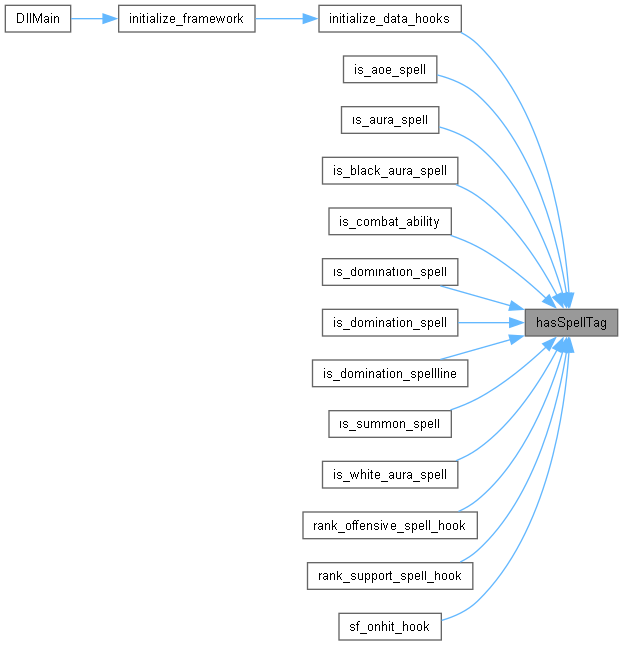 DllMain
initialize_framework
initialize_data_hooks
is_aoe_spell
is_aura_spell
is_black_aura_spell
is_combat_ability
is_domination_spell
is_domination_spell
is_domination_spellline
is_summon_spell
is_white_aura_spell
rank_offensive_spell_hook
rank_support_spell_hook
sf_onhit_hook
hasSpellTag